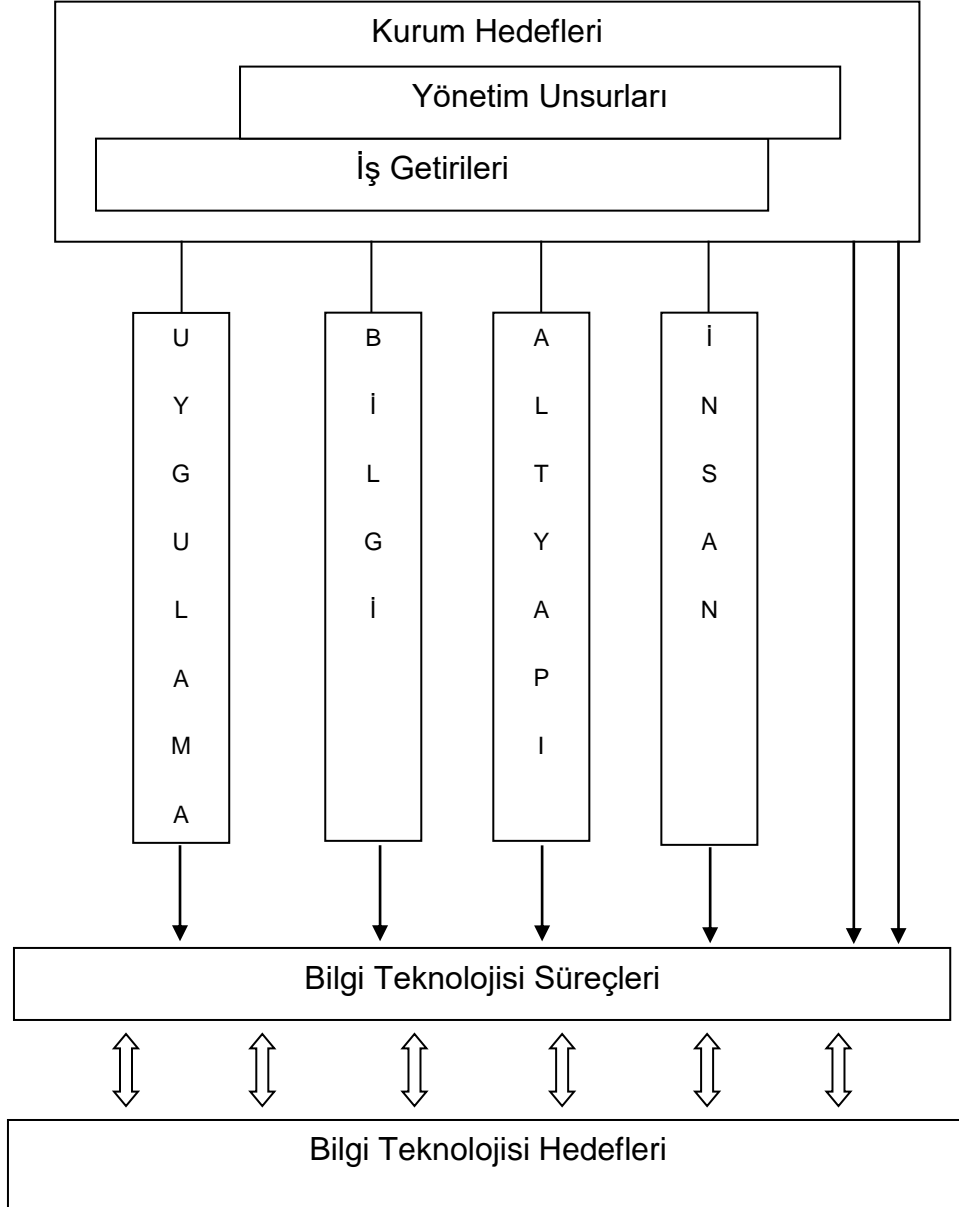 Kurum Hedefleri
Yönetim Unsurları
İş Getirileri
UYGULAMA
BİLGİ
ALTYAPI
İNSAN
Bilgi Teknolojisi Süreçleri
Bilgi Teknolojisi Hedefleri